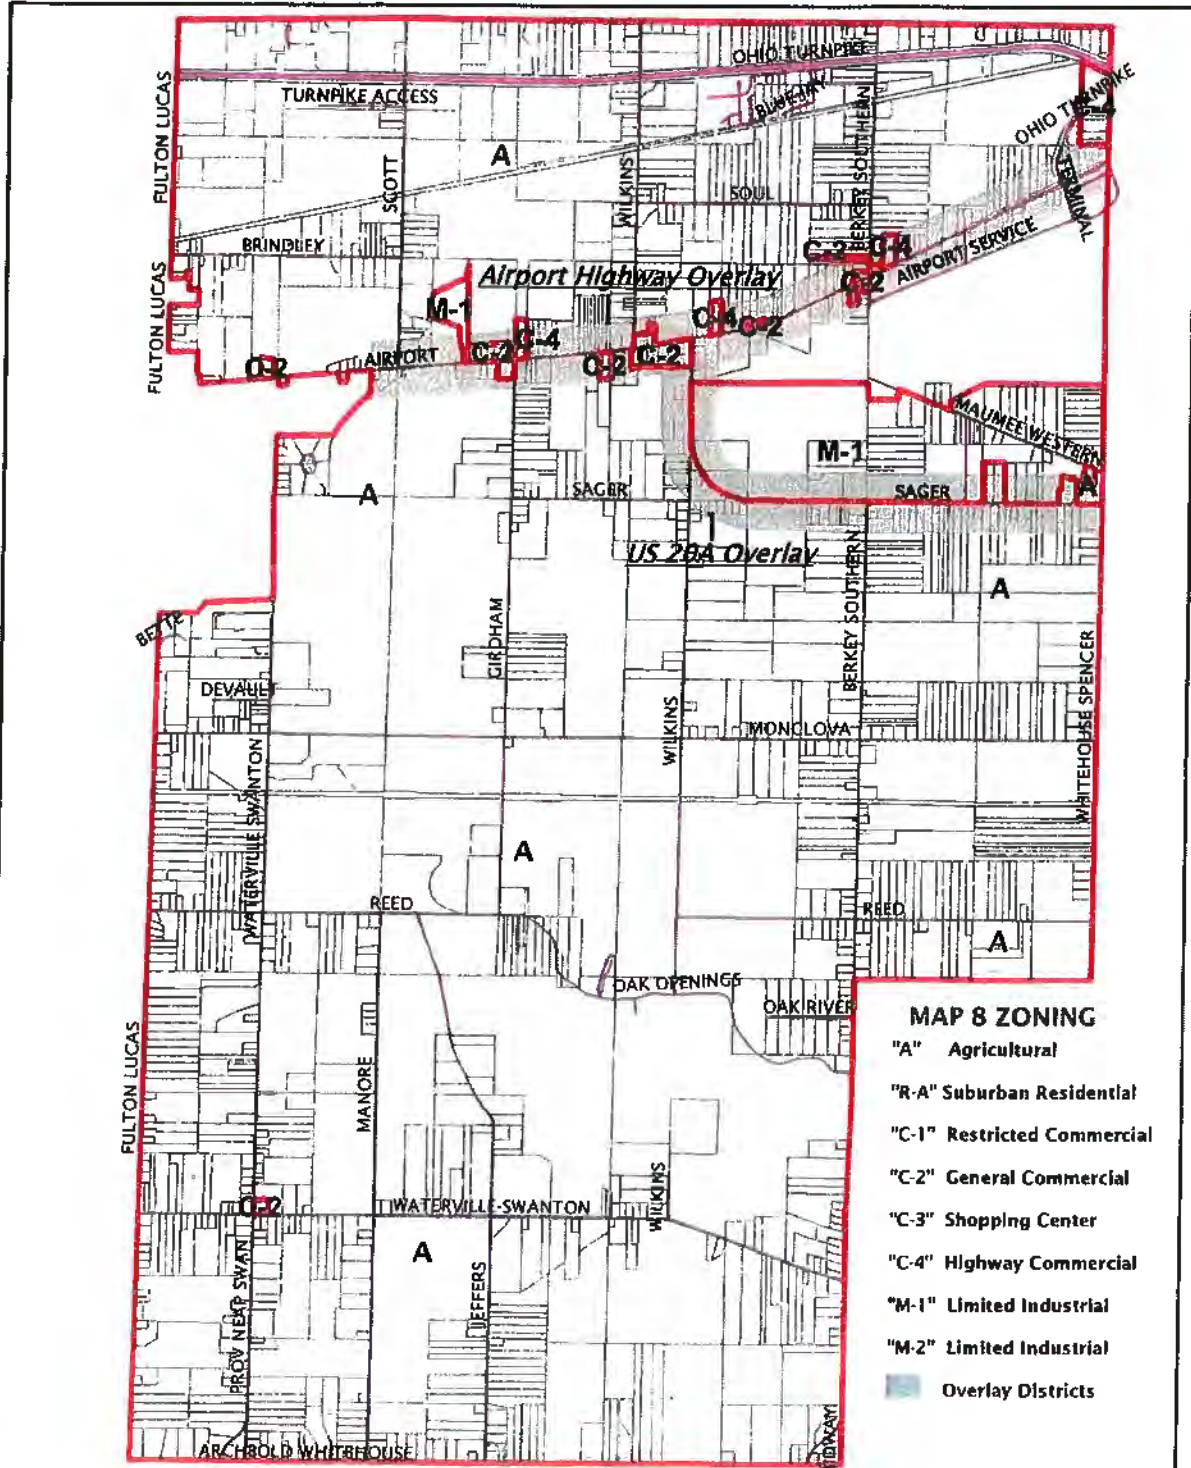 OHIO TURNPIKE
TURNPIKE ACCESS
BLUEJAY
OHIO TURNPIKE
C-4
FULTON LUCAS
SCOTT
A
WILKINS
BERKEY SOUTHERN
SOUL
TERMINAL
BRINDLEY
C-2
C-4
AIRPORT SERVICE
Airport Highway Overlay
C-2
FULTON LUCAS
M-1
C-4
C-2
C-4
C-2
C-2
C-2
C-2
AIRPORT
MAUMEE WESTERN
M-1
A
SAGER
SAGER
A
US 20A Overlay
BERKEY SOUTHERN
A
GIRDHAM
WHITEHOUSE SPENCER
DEVAULT
WILKINS
MONCLOVA
WATERVILLE SWANTON
A
REED
REED
A
OAK OPENINGS
OAK RIVER
FULTON LUCAS
MANORE
MAP 8 ZONING
"A" Agricultural
"R-A" Suburban Residential
"C-1" Restricted Commercial
"C-2" General Commercial
"C-3" Shopping Center
"C-4" Highway Commercial
"M-1" Limited Industrial
"M-2" Limited Industrial
Overlay Districts
C-2
WATERVILLE-SWANTON
WILKINS
A
PROV NEAP SWAN
JEFFERS
ARCHBOLD WHITEHOUSE